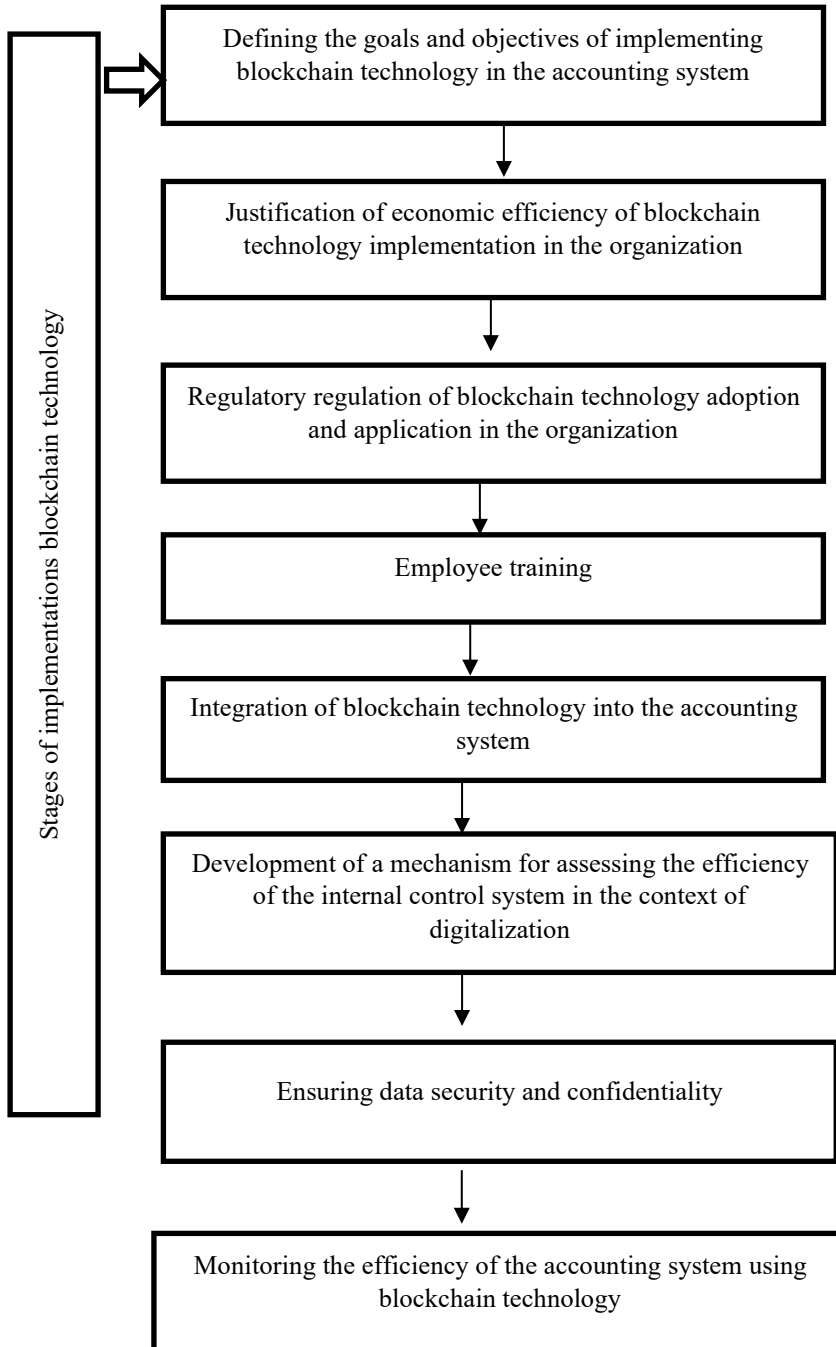 Stages of implementations blockchain technology
Defining the goals and objectives of implementing
blockchain technology in the accounting system
Justification of economic efficiency of blockchain
technology implementation in the organization
Regulatory regulation of blockchain technology adoption
and application in the organization
Employee training
Integration of blockchain technology into the accounting
system
Development of a mechanism for assessing the efficiency
of the internal control system in the context of
digitalization
Ensuring data security and confidentiality
Monitoring the efficiency of the accounting system using
blockchain technology